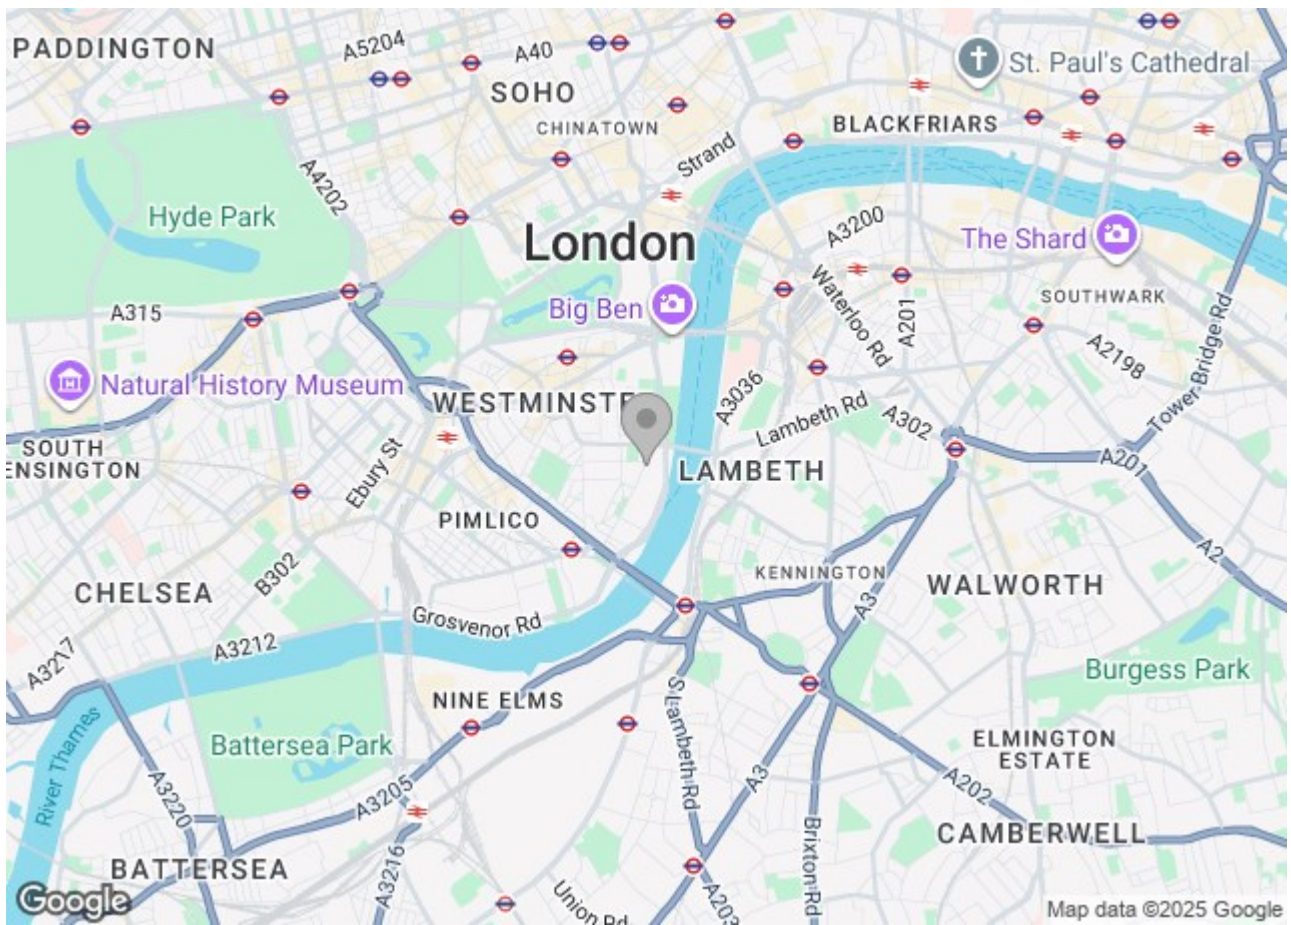 PADDINGTON
A5204
A40
SOHO
CHINATOWN
St. Paul's Cathedral
BLACKFRIARS
Strand
A4202
Hyde Park
London
A3200
The Shard
Big Ben
Waterloo Rd
A201
SOUTHWARK
A315
A2198
Tower Bridge Rd
Natural History Museum
WESTMINSTE
A3036
Lambeth Rd
A302
SOUTH
ENSINGTON
Ebury St
LAMBETH
A201
PIMLICO
A2
B302
KENNINGTON
CHELSEA
WALWORTH
A3
Grosvenor Rd
A3212
A3217
Burgess Park
S Lambeth Rd
NINE ELMS
River Thames
Battersea Park
ELMINGTON
ESTATE
A3
A202
A3220
A3205
Brixton Rd
CAMBERWELL
BATTERSEA
A3216
Union Rd
A203
Google
Map data ©2025 Google